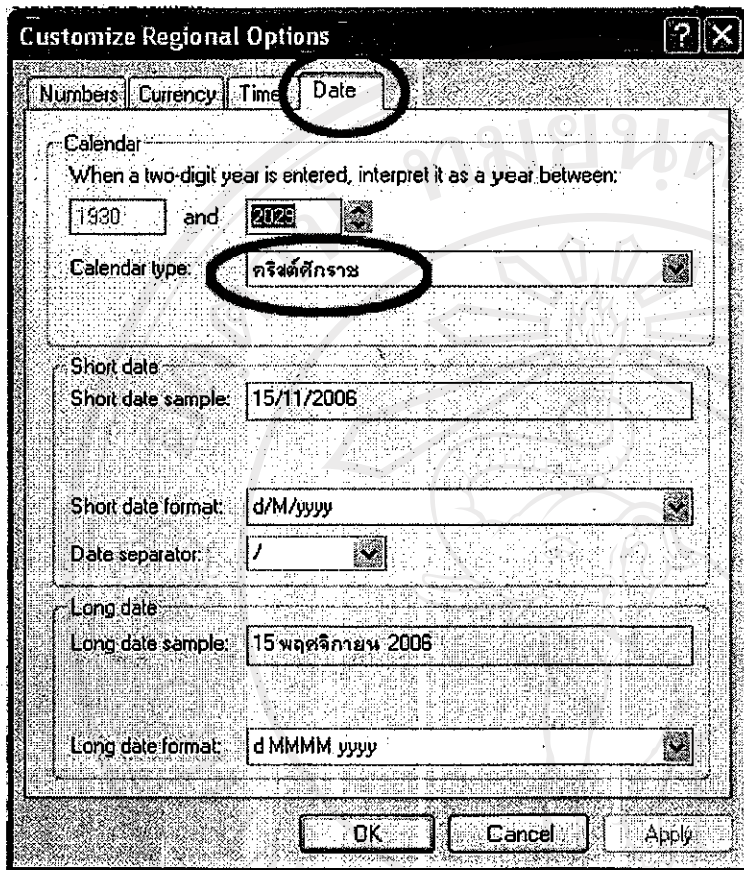 Customize Regional Options
Numbers Currency Time Date
Calendar
When a two-digit year is entered, interpret it as a year between:
1930 and 2029
Calendar type: คริสต์ศักราช
Short date
Short date sample: 15/11/2006
Short date format: d/M/yyyy
Date separator: /
Long date
Long date sample: 15 พฤศจิกายน 2006
Long date format: d MMMM yyyy
OK Cancel Apply